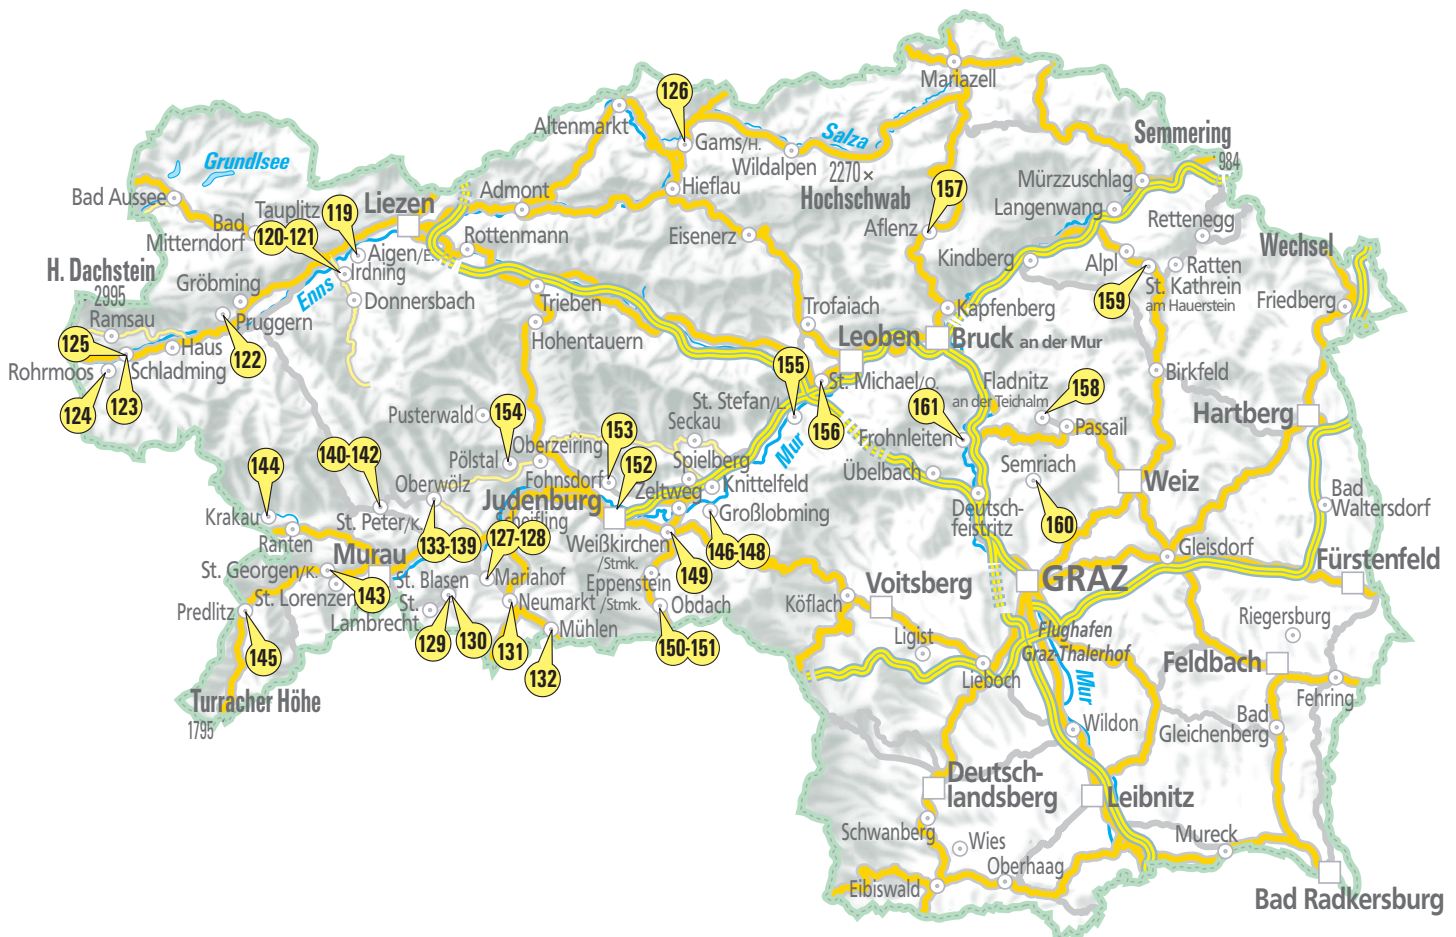 Mariazell
126
Altenmarkt
Gams/H.
Salza
Wildalpen
Semmering
984
Grundlsee
2270 ×
Hochschwab
157
Mürzzuschlag
Bad Aussee
Tauplitz
119
Liezen
Admont
Hieflau
Langenwang
Rettenegg
Bad
Mitterndorf
120-121
Aflenz
Eisenerz
Rottenmann
Aigen/E.
Irdning
Kindberg
Alpl
Ratten
Wechsel
H. Dachstein
2995
Gröbming
Enns
Donnersbach
Trieben
159
St. Kathrein
am Hauerstein
Friedberg
Ramsau
Pruggern
Trofaiach
Kapfenberg
Hohentauern
Leoben
Bruck an der Mur
125
Haus
122
Rohrmoos
Schladming
124
123
155
St. Michael/O.
Fladnitz
an der Teichalm
158
Birkfeld
Pusterwald
154
St. Stefan/L.
Seckau
156
161
Passail
Hartberg
Mur
Frohnleiten
144
140-142
Pölstal
Oberzeiring
153
152
Spielberg
Übelbach
Semriach
Weiz
Oberwölz
Fohnsdorf
Zeltweg
Knittelfeld
Bad
Waltersdorf
Krakau
St. Peter/K.
Judenburg
Großlobming
Deutsch-
feistritz
160
Ranten
133-139
127-128
Weißkirchen
/Stmk.
146-148
Gleisdorf
Murau
St. Georgen/K.
St. Blasen
Mariahof
Eppenstein
149
Voitsberg
GRAZ
Fürstenfeld
Predlitz
St. Lorenzen
143
St.
Lambrecht
Neumarkt /Stmk.
Obdach
Köflach
Mühlen
Ligist
Flughafen
Graz-Thalerhof
Riegersburg
145
129
130
131
132
150-151
Lieboch
Mur
Feldbach
Fehring
Turracher Höhe
1795
Wildon
Bad
Gleichenberg
Deutsch-
landsberg
Leibnitz
Schwanberg
Wies
Mureck
Oberhaag
Eibiswald
Bad Radkersburg